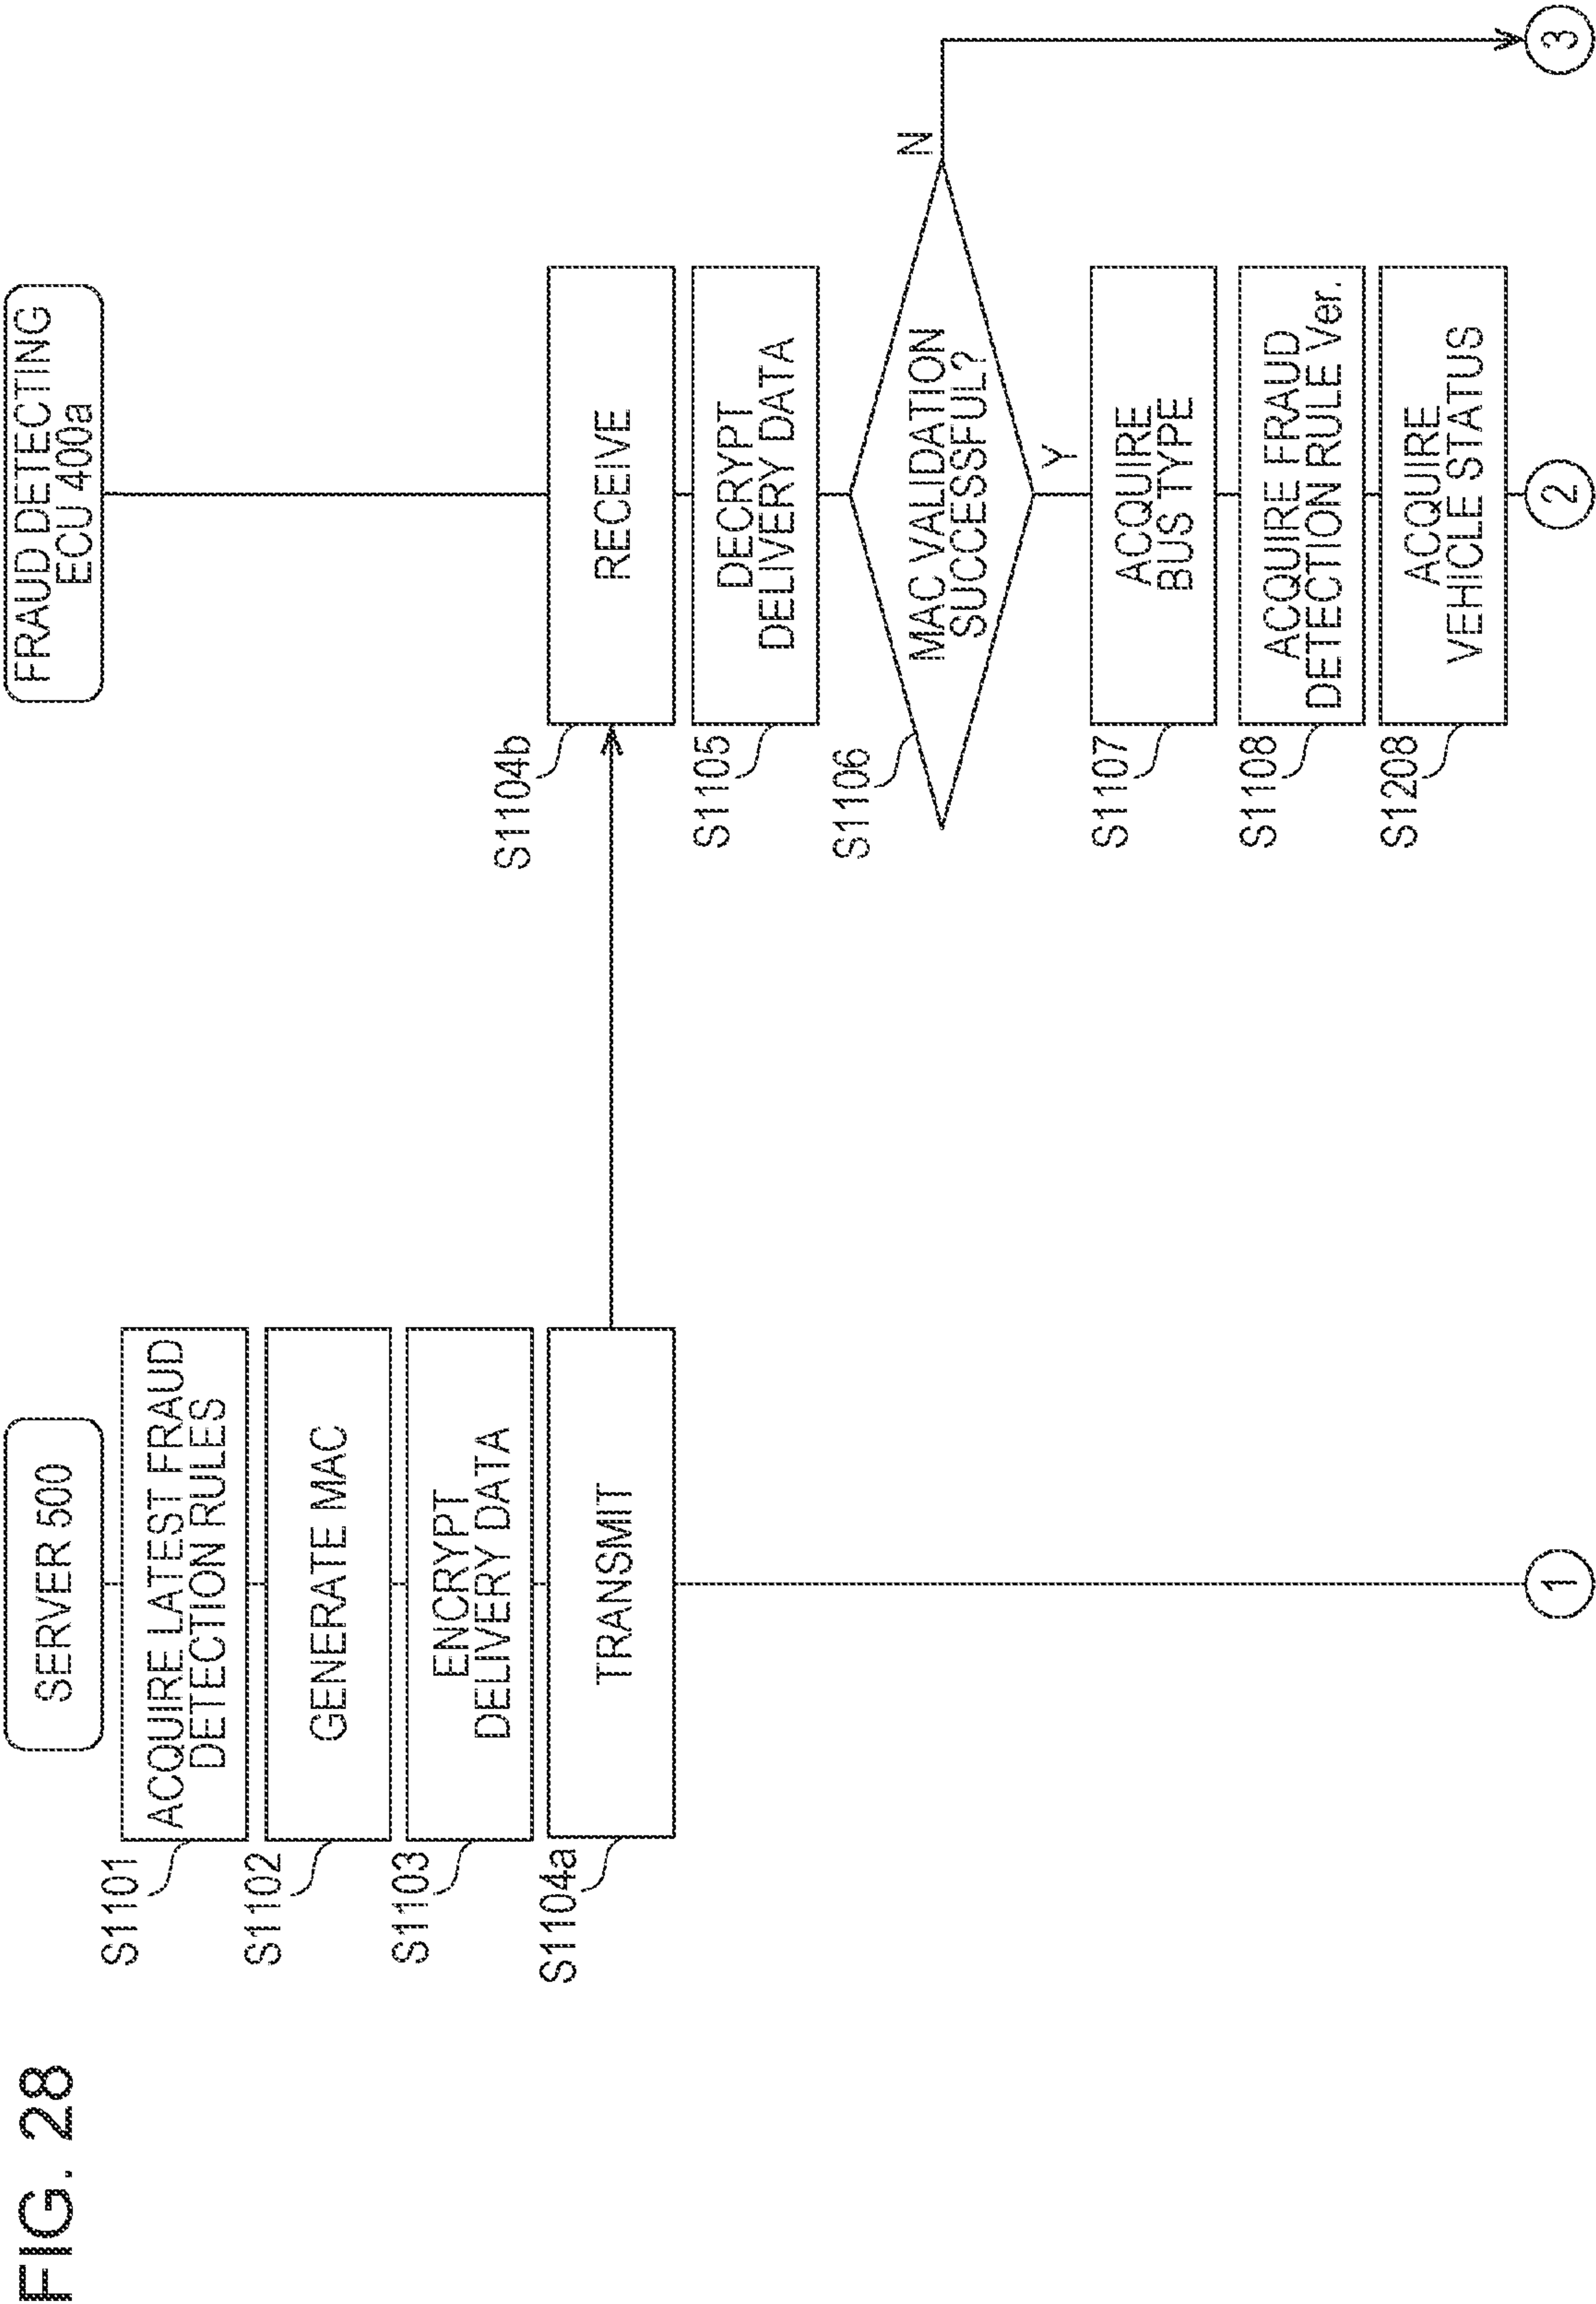 FIG. 28
SERVER 500
S1101
ACQUIRE LATEST FRAUD
DETECTION RULES
S1102
GENERATE MAC
S1103
ENCRYPT
DELIVERY DATA
S1104a
TRANSMIT
1
FRAUD DETECTING
ECU 400a
S1104b
RECEIVE
S1105
DECRYPT
DELIVERY DATA
S1106
MAC VALIDATION
SUCCESSFUL?
N
Y
S1107
ACQUIRE
BUS TYPE
S1108
ACQUIRE FRAUD
DETECTION RULE Ver.
S1208
ACQUIRE
VEHICLE STATUS
2
3